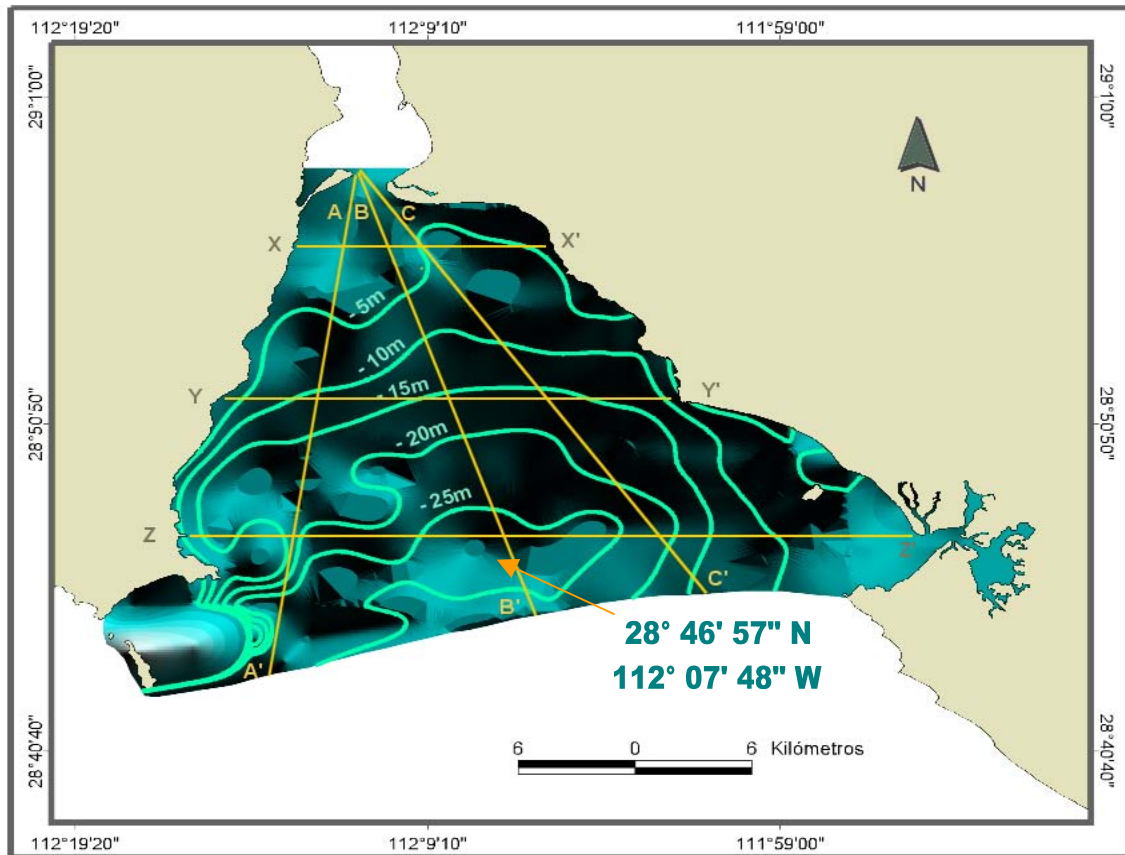 112°19'20" 112°9'10" 111°59'00"
29°1'00" 29°1'00"
N
A B C
X X'
-5m
-10m
-15m
Y Y'
-20m
28°50'50" 28°50'50"
-25m
Z Z'
C'
B'
28° 46' 57" N
A'
112° 07' 48" W
6 0 6 Kilómetros
28°40'40" 28°40'40"
112°19'20" 112°9'10" 111°59'00"